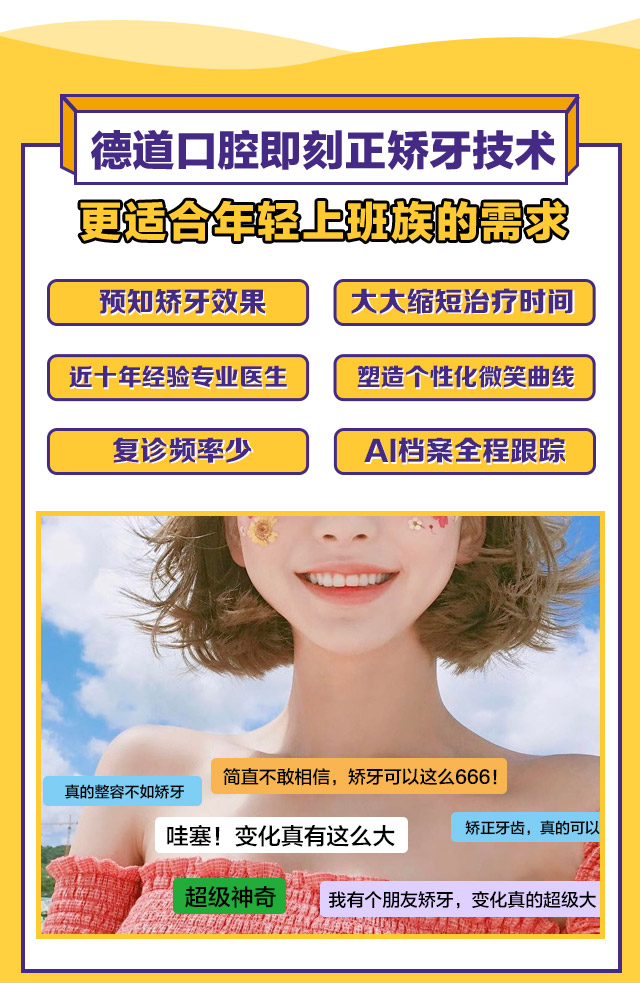 德道口腔即刻正矫牙技术
更适合年轻上班族的需求
预知矫牙效果
大大缩短治疗时间
近十年经验专业医生
塑造个性化微笑曲线
复诊频率少
AI档案全程跟踪
简直不敢相信，矫牙可以这么666！
真的整容不如矫牙
矫正牙齿，真的可以
哇塞！变化真有这么大
超级神奇
我有个朋友矫牙，变化真的超级大